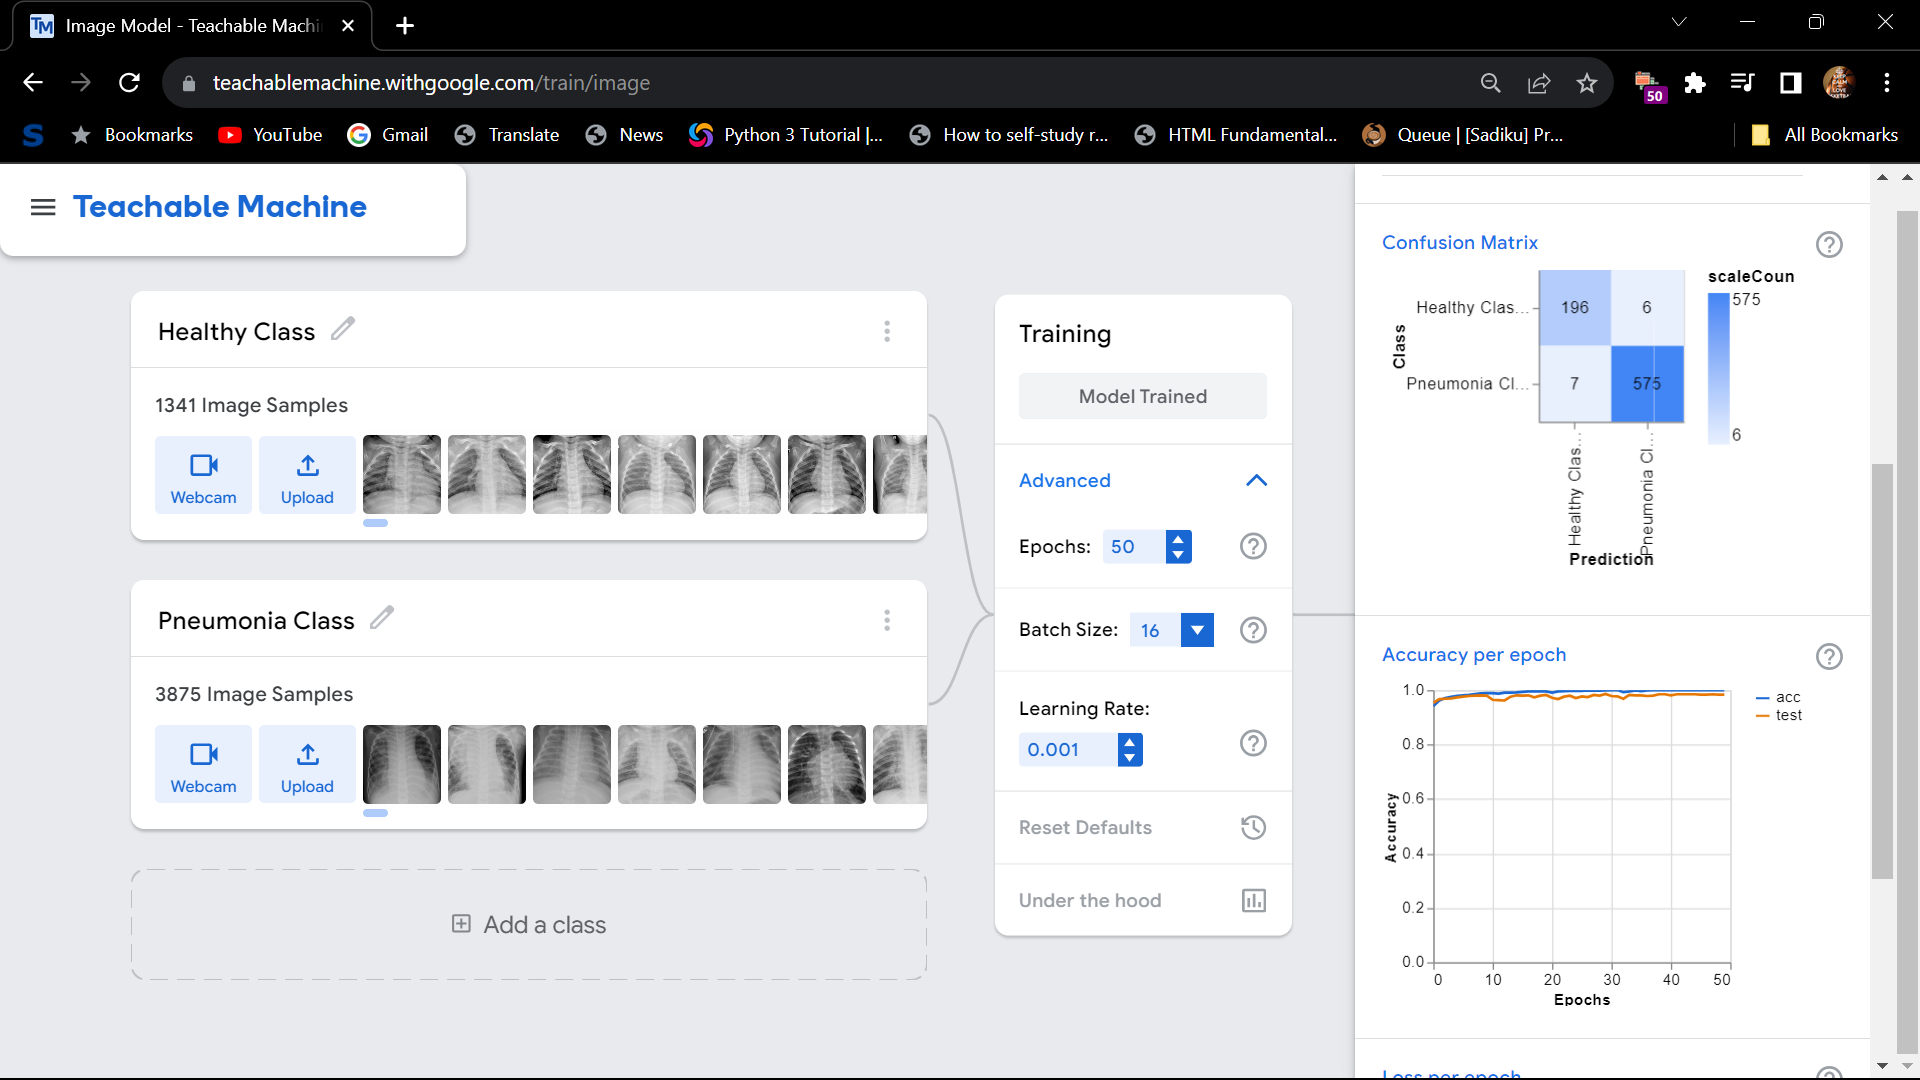 Image Model - Teachable Machi
teachablemachine.withgoogle.com/train/image
50
Bookmarks
YouTube
Gmail
Translate
News
Python 3 Tutorial |...
How to self-study r...
HTML Fundamental...
Queue | [Sadiku] Pr...
All Bookmarks
Teachable Machine
Healthy Class
1341 Image Samples
Webcam
Upload
Pneumonia Class
3875 Image Samples
Webcam
Upload
Add a class
Training
Model Trained
Advanced
Epochs: 50
Batch Size: 16
Learning Rate:
0.001
Reset Defaults
Under the hood
Confusion Matrix
Class
Healthy Clas...
196 6
Pneumonia Cl...
7 575
Healthy Clas...
Pneumonia Cl...
Prediction
scaleCoun
575
6
Accuracy per epoch
Accuracy
1.0
0.8
0.6
0.4
0.2
0.0
0 10 20 30 40 50
Epochs
acc
test
Loss per epoch